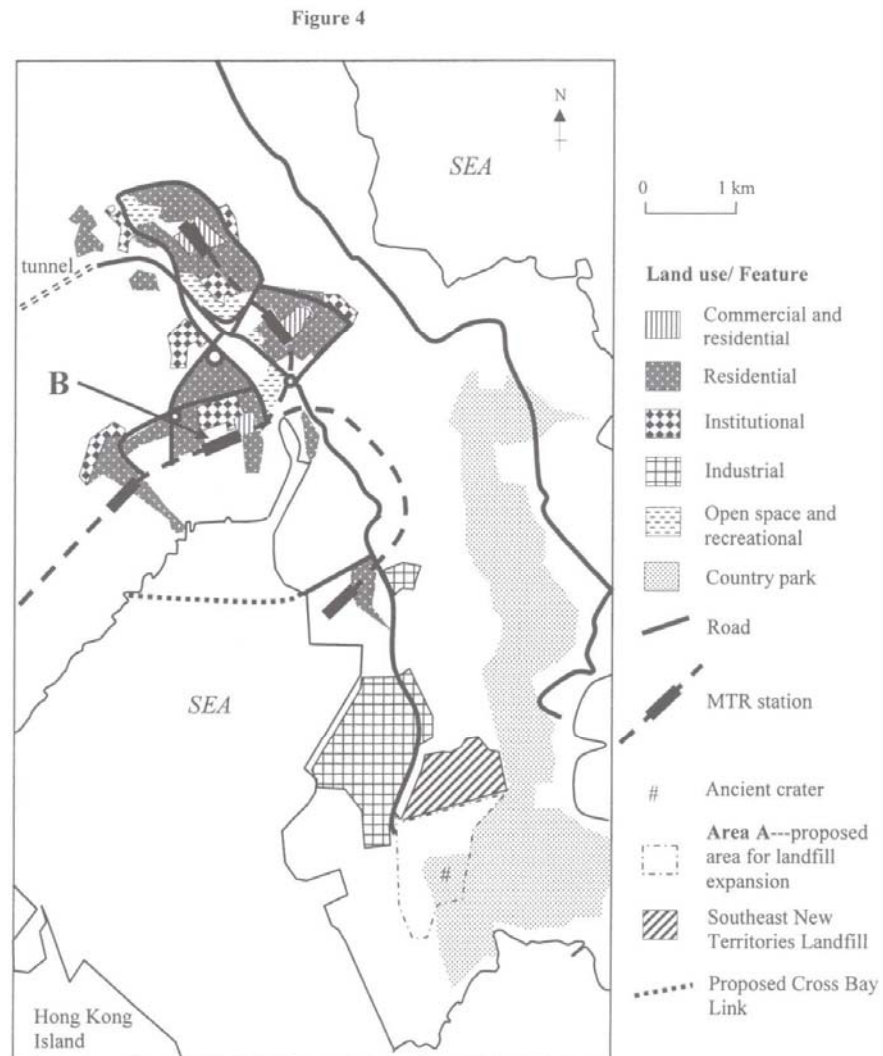 Figure 4
N
SEA
0 1 km
tunnel
B
SEA
Hong Kong
Island
Land use/ Feature
Commercial and
residential
Residential
Institutional
Industrial
Open space and
recreational
Country park
Road
MTR station
# Ancient crater
Area A---proposed
area for landfill
expansion
#
Southeast New
Territories Landfill
Proposed Cross Bay
Link